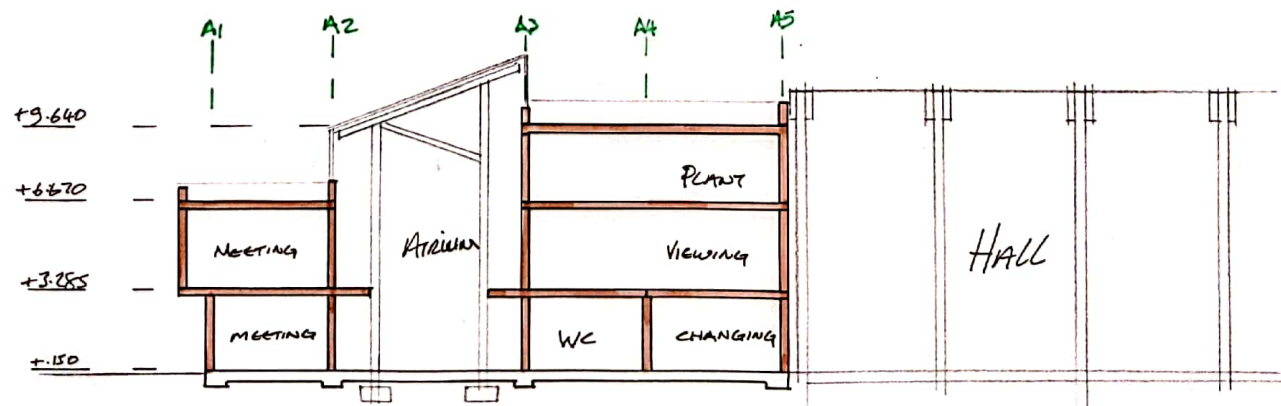 A1 A2 A3 A4 A5
+9.640
PLANT
+6.670
MEETING
ATRIUM
VIEWING
HALL
+3.285
MEETING
WC
CHANGING
+.150